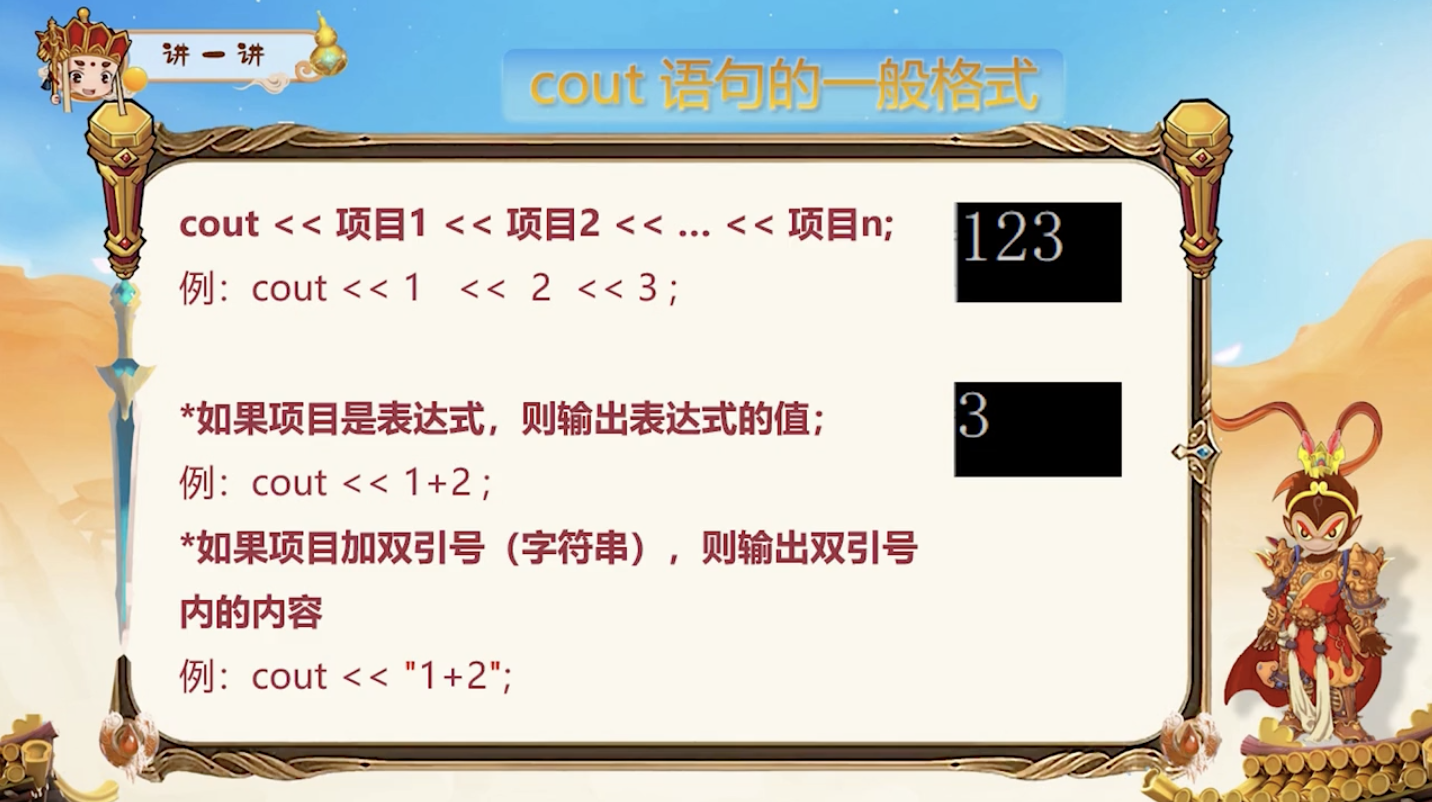 讲一讲
cout 语句的一般格式
cout << 项目1 << 项目2 << … << 项目n;
123
例：cout << 1 << 2 << 3 ;
*如果项目是表达式，则输出表达式的值；
3
例：cout << 1+2 ;
*如果项目加双引号（字符串），则输出双引号
内的内容
例：cout << "1+2";